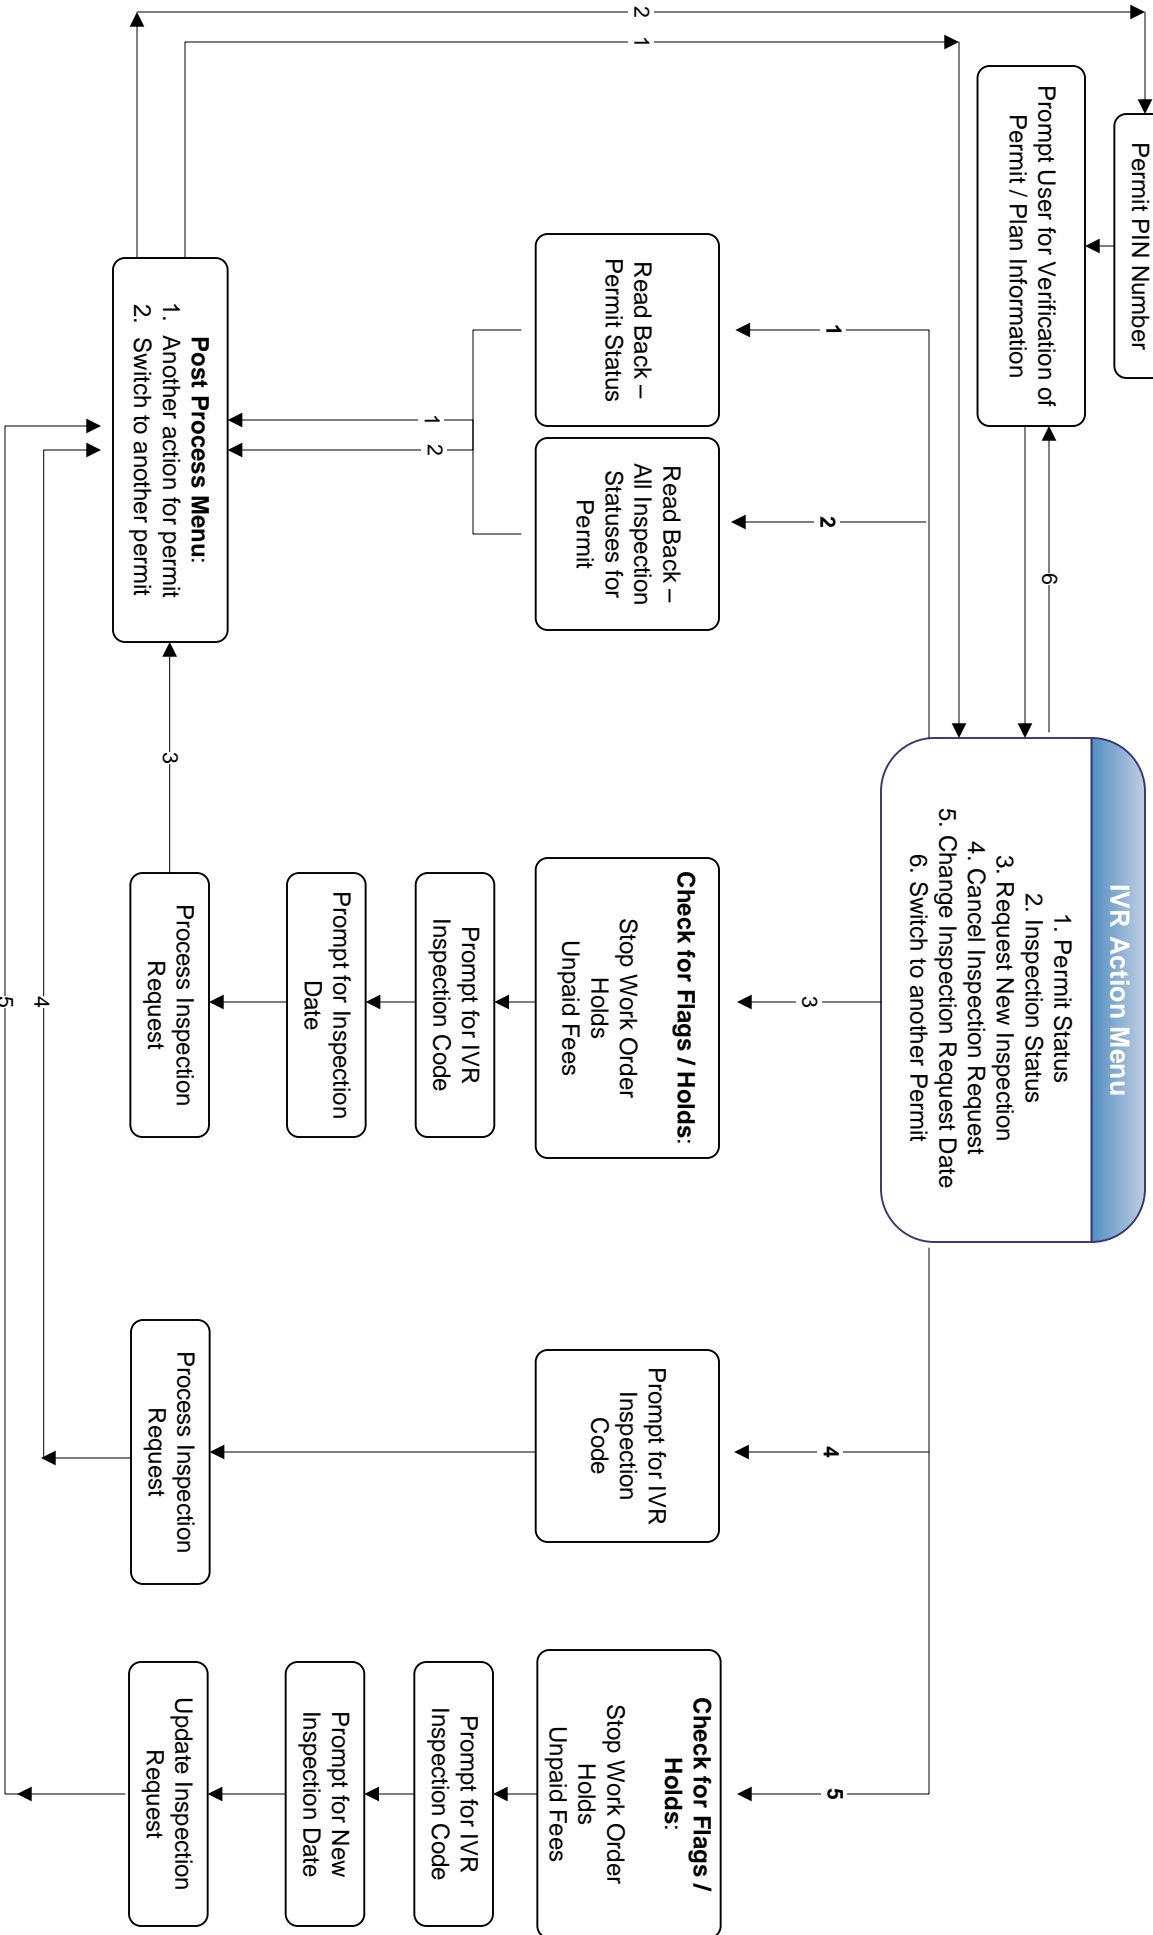 Permit PIN Number
Prompt User for Verification of
Permit / Plan Information
6
IVR Action Menu
1. Permit Status
2. Inspection Status
3. Request New Inspection
4. Cancel Inspection Request
5. Change Inspection Request Date
6. Switch to another Permit
2
1
1
2
3
4
5
Read Back –
Permit Status
Read Back –
All Inspection
Statuses for
Permit
Check for Flags / Holds:
Stop Work Order
Holds
Unpaid Fees
Prompt for IVR
Inspection
Code
Check for Flags /
Holds:
Stop Work Order
Holds
Unpaid Fees
1
2
Prompt for IVR
Inspection Code
Prompt for IVR
Inspection Code
Prompt for Inspection
Date
Prompt for New
Inspection Date
Post Process Menu:
1. Another action for permit
2. Switch to another permit
3
Process Inspection
Request
Process Inspection
Request
Update Inspection
Request
4
5